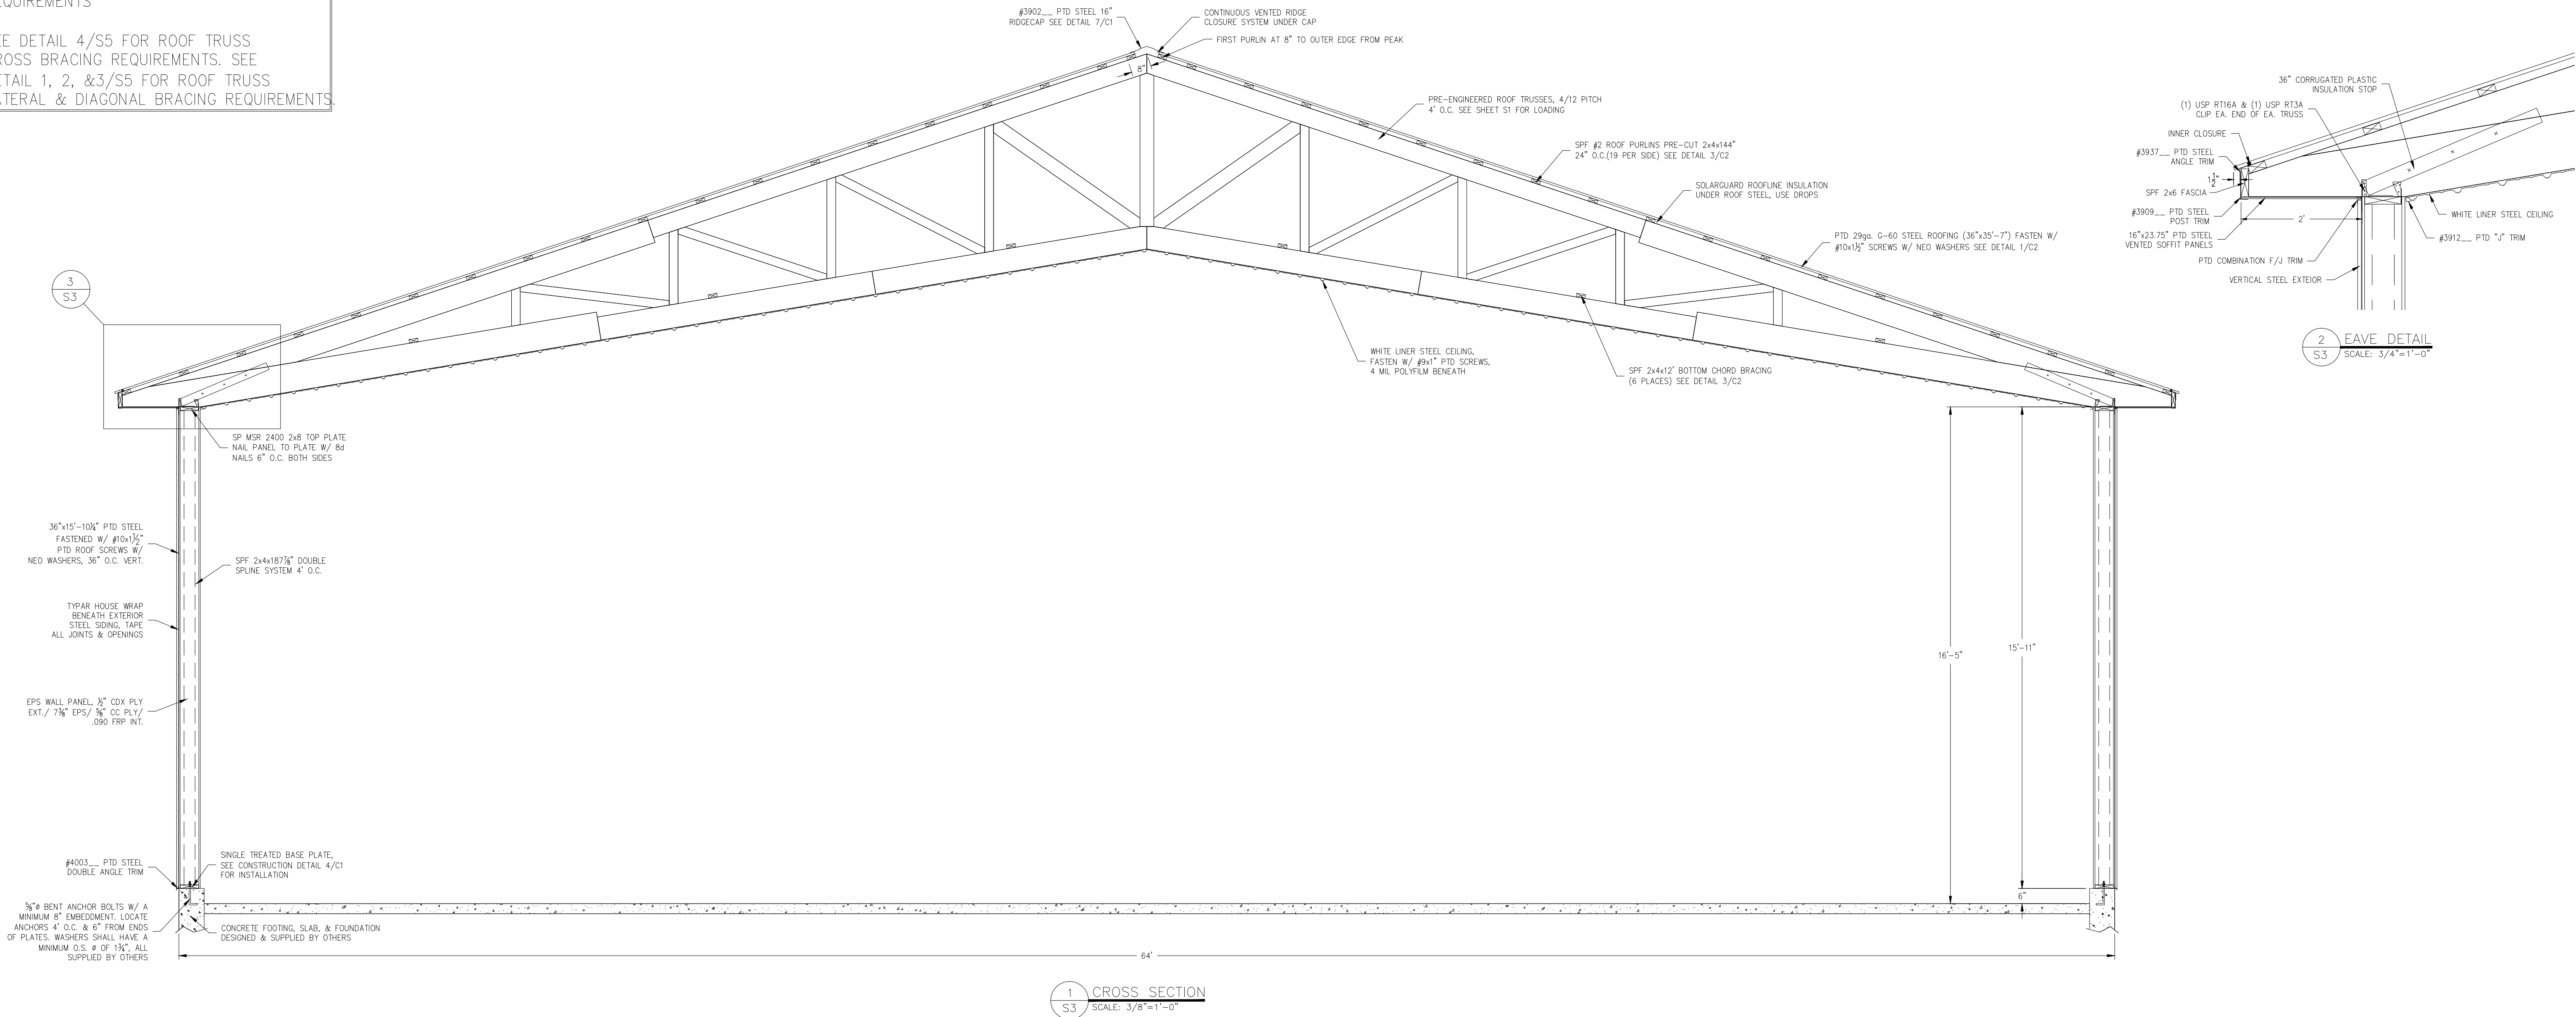 EQUIREMENTS
EE DETAIL 4/S5 FOR ROOF TRUSS
ROSS BRACING REQUIREMENTS. SEE
ETAIL 1, 2, &3/S5 FOR ROOF TRUSS
ATERAL & DIAGONAL BRACING REQUIREMENTS.
#3902__ PTD STEEL 16"
RIDGECAP SEE DETAIL 7/C1
CONTINUOUS VENTED RIDGE
CLOSURE SYSTEM UNDER CAP
FIRST PURLIN AT 8" TO OUTER EDGE FROM PEAK
8"
PRE-ENGINEERED ROOF TRUSSES, 4/12 PITCH
4' O.C. SEE SHEET S1 FOR LOADING
SPF #2 ROOF PURLINS PRE-CUT 2x4x144"
24" O.C.(19 PER SIDE) SEE DETAIL 3/C2
SOLARGUARD ROOFLINE INSULATION
UNDER ROOF STEEL, USE DROPS
PTD 29ga. G-60 STEEL ROOFING (36"x35'-7") FASTEN W/
#10x1½" SCREWS W/ NEO WASHERS SEE DETAIL 1/C2
3
S3
WHITE LINER STEEL CEILING,
FASTEN W/ #9x1" PTD SCREWS,
4 MIL POLYFILM BENEATH
SPF 2x4x12' BOTTOM CHORD BRACING
(6 PLACES) SEE DETAIL 3/C2
SP MSR 2400 2x8 TOP PLATE
NAIL PANEL TO PLATE W/ 8d
NAILS 6" O.C. BOTH SIDES
36"x15'-10¼" PTD STEEL
FASTENED W/ #10x1½"
PTD ROOF SCREWS W/
NEO WASHERS, 36" O.C. VERT.
SPF 2x4x187⅞" DOUBLE
SPLINE SYSTEM 4' O.C.
TYPAR HOUSE WRAP
BENEATH EXTERIOR
STEEL SIDING, TAPE
ALL JOINTS & OPENINGS
EPS WALL PANEL, ½" CDX PLY
EXT./ 7⅜" EPS/ ⅝" CC PLY/
.090 FRP INT.
16'-5"
15'-11"
6"
#4003__ PTD STEEL
DOUBLE ANGLE TRIM
SINGLE TREATED BASE PLATE,
SEE CONSTRUCTION DETAIL 4/C1
FOR INSTALLATION
⅝"ø BENT ANCHOR BOLTS W/ A
MINIMUM 8" EMBEDDMENT. LOCATE
ANCHORS 4' O.C. & 6" FROM ENDS
OF PLATES. WASHERS SHALL HAVE A
MINIMUM O.S. ø OF 1¾", ALL
SUPPLIED BY OTHERS
CONCRETE FOOTING, SLAB, & FOUNDATION
DESIGNED & SUPPLIED BY OTHERS
64'
1
S3
CROSS SECTION
SCALE: 3/8"=1'-0"
36" CORRUGATED PLASTIC
INSULATION STOP
(1) USP RT16A & (1) USP RT3A
CLIP EA. END OF EA. TRUSS
INNER CLOSURE
#3937__ PTD STEEL
ANGLE TRIM
1½"
SPF 2x6 FASCIA
#3909__ PTD STEEL
POST TRIM
2'
16"x23.75" PTD STEEL
VENTED SOFFIT PANELS
PTD COMBINATION F/J TRIM
VERTICAL STEEL EXTEIOR
WHITE LINER STEEL CEILING
#3912__ PTD "J" TRIM
2
S3
EAVE DETAIL
SCALE: 3/4"=1'-0"